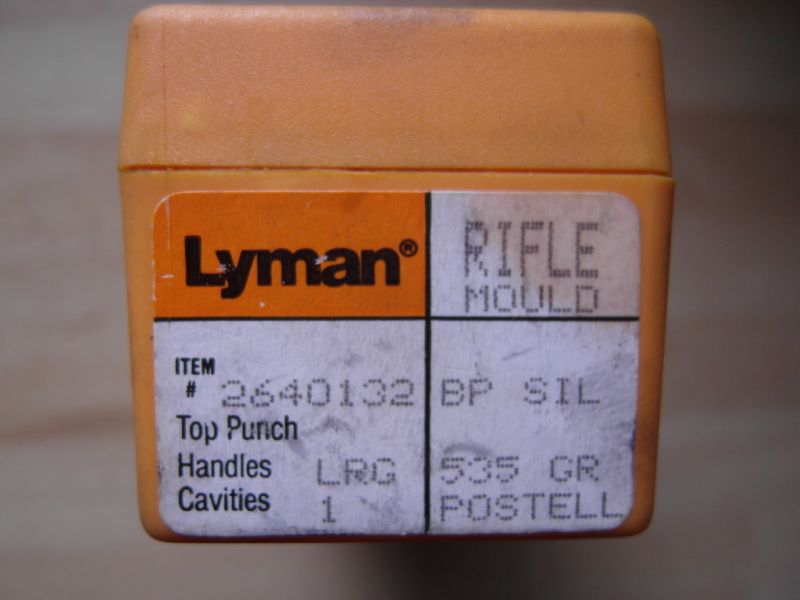 Lyman®
RIFLE
MOULD
ITEM
# 2640132
BP SIL
Top Punch
Handles LRG
535 GR
Cavities 1
POSTELL